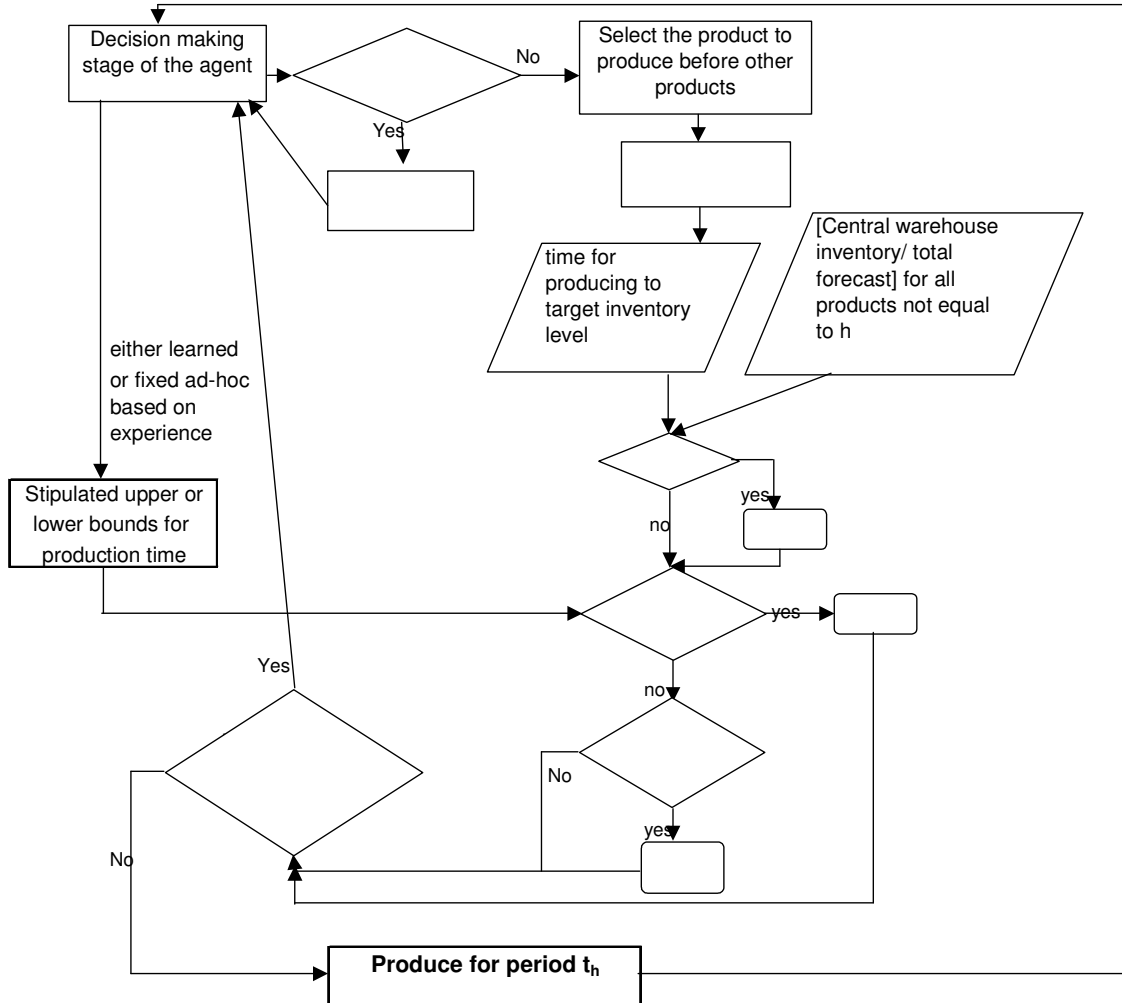 Decision making
stage of the agent
No
Select the product to
produce before other
products
Yes
time for
producing to
target inventory
level
[Central warehouse
inventory/ total
forecast] for all
products not equal
to h
either learned
or fixed ad-hoc
based on
experience
Stipulated upper or
lower bounds for
production time
yes
no
yes
Yes
no
No
yes
No
Produce for period th